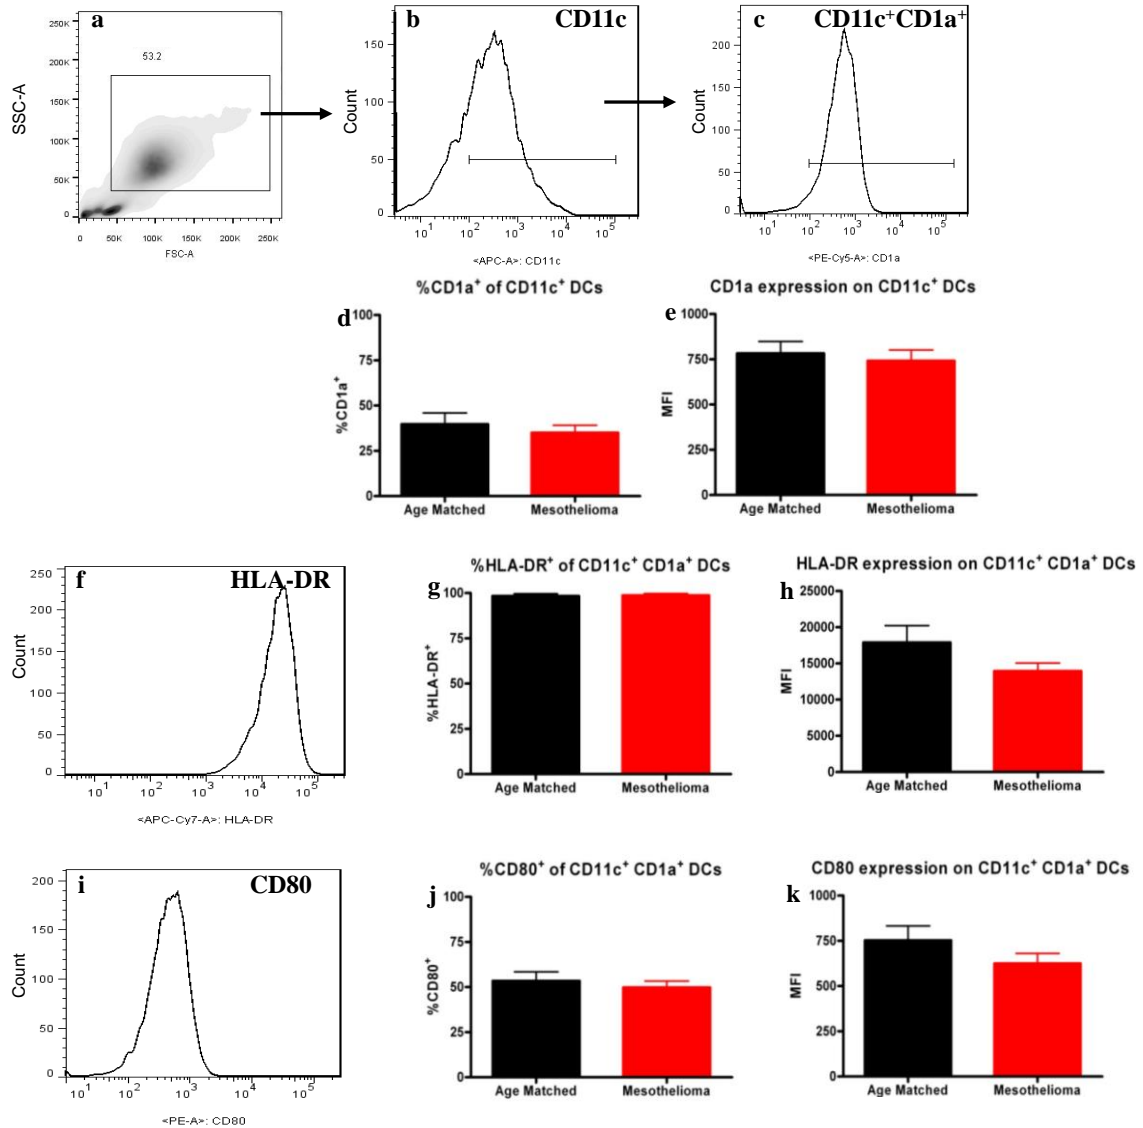 a
53.2
SSC-A
250K
200K
150K
100K
50K
0
0 50K 100K 150K 200K 250K
FSC-A
b CD11c
Count
150
100
50
0
10¹ 10² 10³ 10⁴ 10⁵
<APC-A>: CD11c
c CD11c⁺CD1a⁺
Count
200
150
100
50
0
10¹ 10² 10³ 10⁴ 10⁵
<PE-Cy5-A>: CD1a
%CD1a⁺ of CD11c⁺ DCs
d
%CD1a⁺
100
75
50
25
0
Age Matched Mesothelioma
CD1a expression on CD11c⁺ DCs
e
MFI
1000
750
500
250
0
Age Matched Mesothelioma
f HLA-DR
Count
250
200
150
100
50
0
10¹ 10² 10³ 10⁴ 10⁵
<APC-Cy7-A>: HLA-DR
%HLA-DR⁺ of CD11c⁺ CD1a⁺ DCs
g
%HLA-DR⁺
100
75
50
25
0
Age Matched Mesothelioma
HLA-DR expression on CD11c⁺ CD1a⁺ DCs
h
MFI
25000
20000
15000
10000
5000
0
Age Matched Mesothelioma
i CD80
Count
200
150
100
50
0
10¹ 10² 10³ 10⁴ 10⁵
<PE-A>: CD80
%CD80⁺ of CD11c⁺ CD1a⁺ DCs
j
%CD80⁺
100
75
50
25
0
Age Matched Mesothelioma
CD80 expression on CD11c⁺ CD1a⁺ DCs
k
MFI
1000
750
500
250
0
Age Matched Mesothelioma